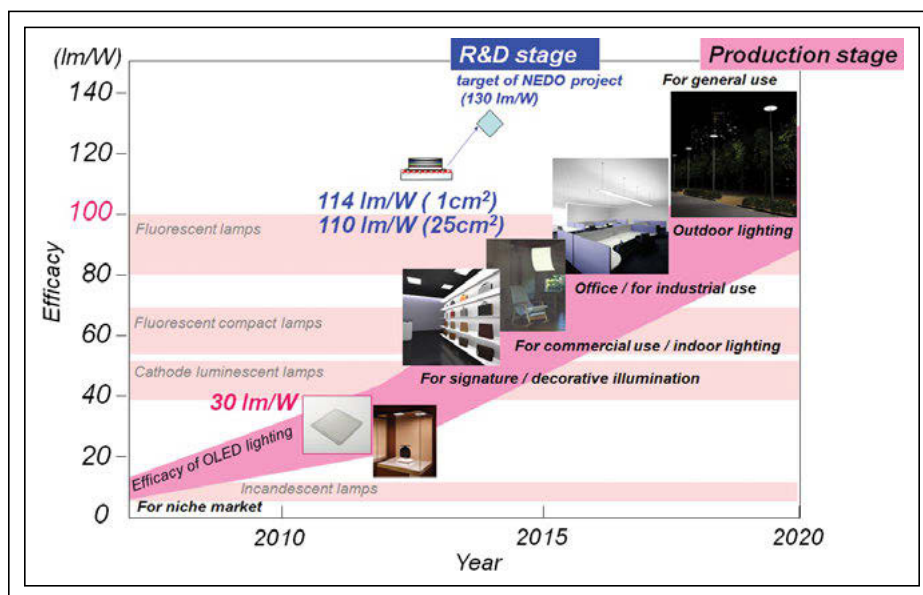 (lm/W)
R&D stage
Production stage
target of NEDO project
(130 lm/W)
For general use
140
120
100
80
60
40
20
0
Efficacy
114 lm/W ( 1cm²)
110 lm/W (25cm²)
Fluorescent lamps
Outdoor lighting
Office / for industrial use
Fluorescent compact lamps
For commercial use / indoor lighting
Cathode luminescent lamps
For signature / decorative illumination
30 lm/W
Efficacy of OLED lighting
Incandescent lamps
For niche market
2010
2015
2020
Year